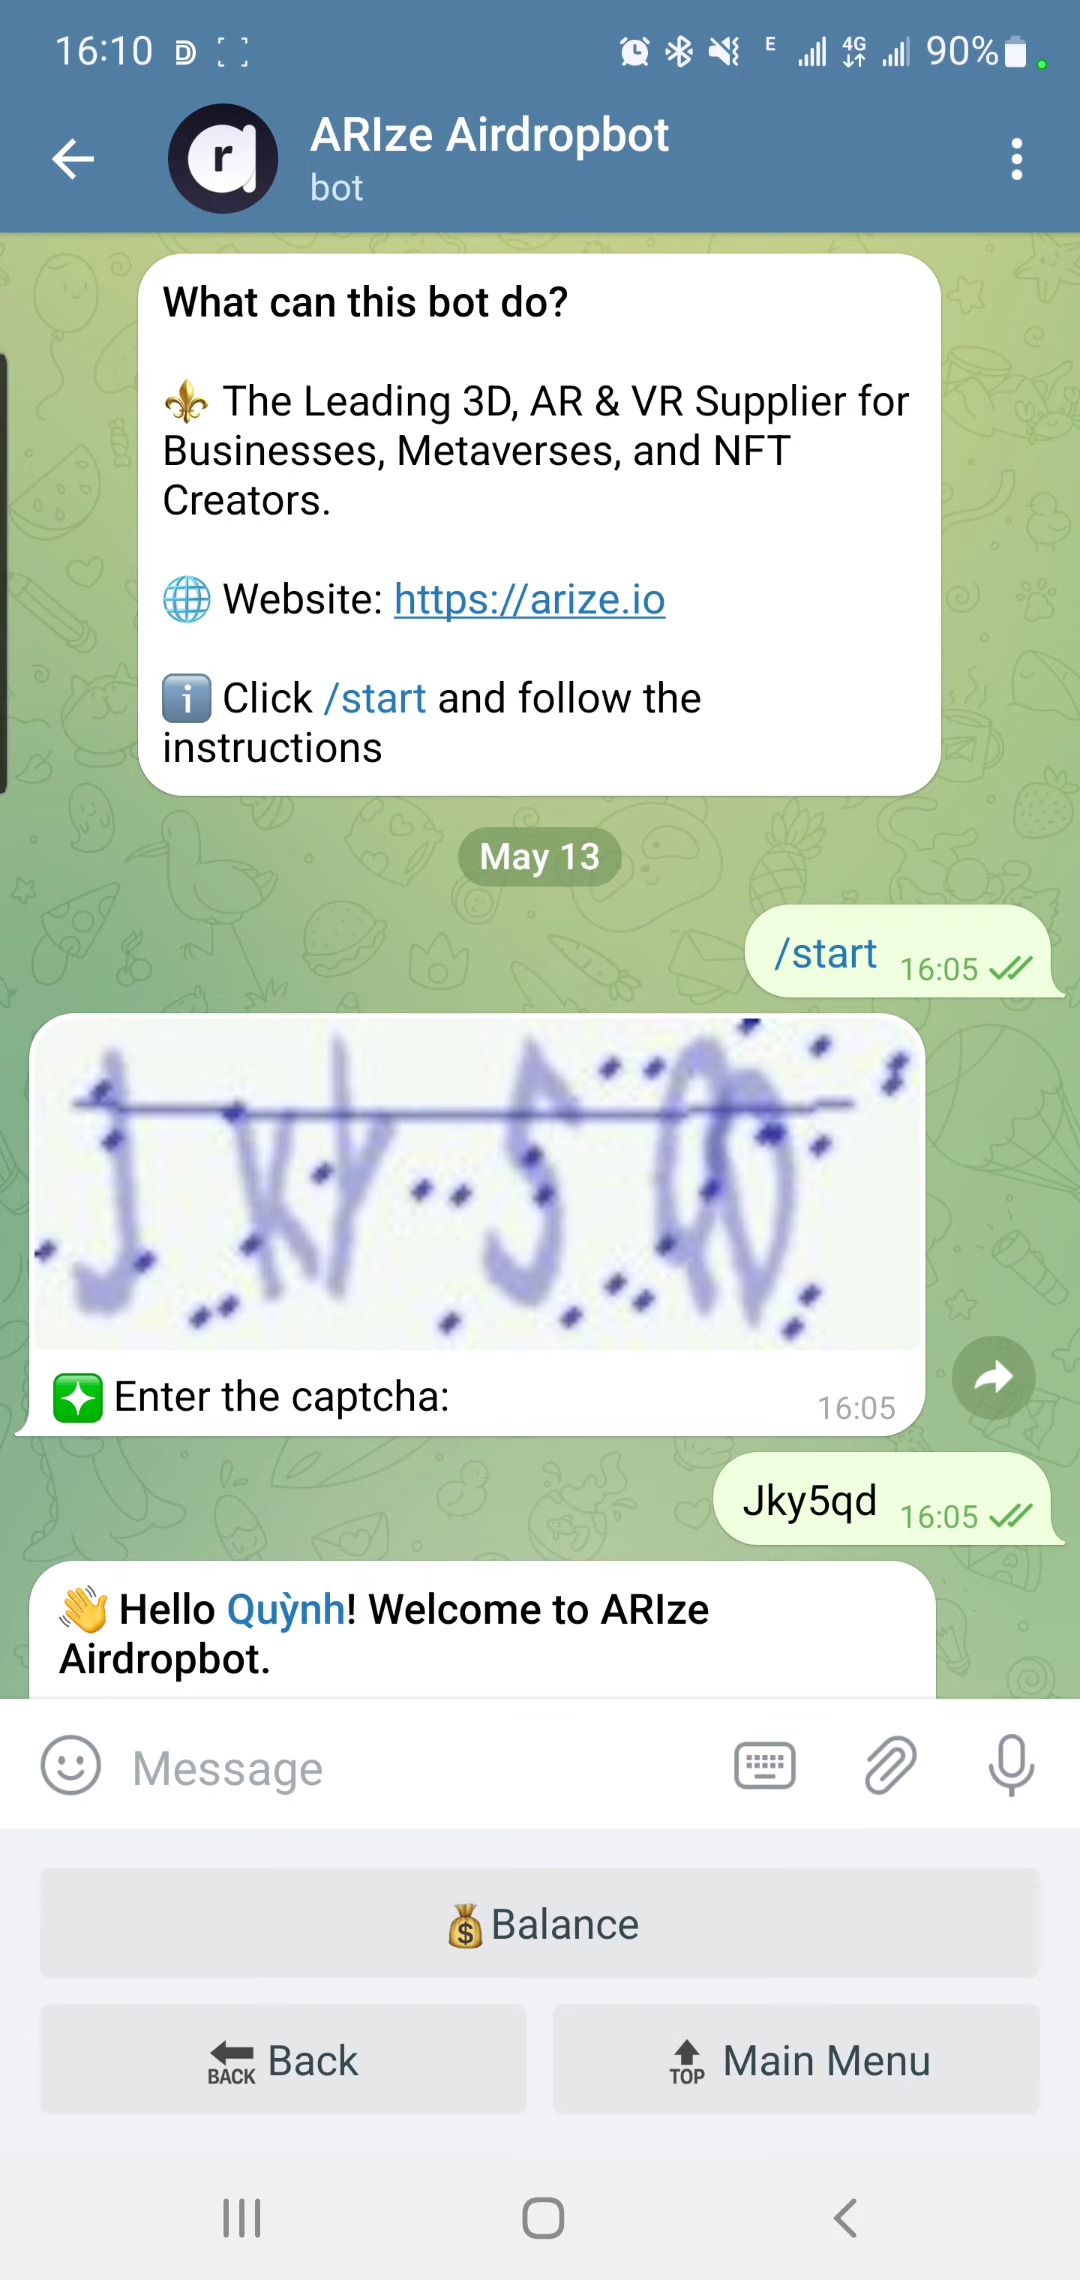 16:10 D E 4G 90%
ARIze Airdropbot
bot
What can this bot do?
⚜️ The Leading 3D, AR & VR Supplier for
Businesses, Metaverses, and NFT
Creators.
🌐 Website: https://arize.io
ℹ️ Click /start and follow the
instructions
May 13
/start 16:05
Enter the captcha: 16:05
Jky5qd 16:05
👋 Hello Quỳnh! Welcome to ARIze
Airdropbot.
Message
💰Balance
BACK Back
TOP Main Menu